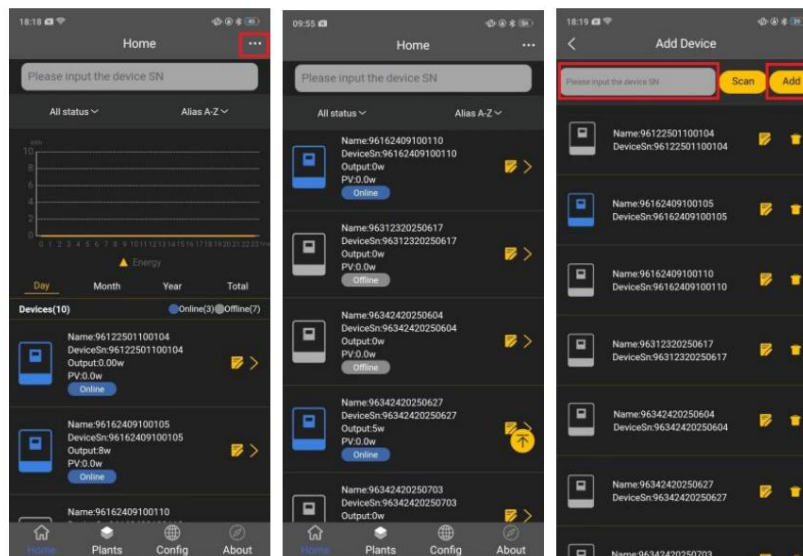 18:18
Home
Please input the device SN
All status
Alias A-Z
10
8
6
4
2
0
0 1 2 3 4 5 6 7 8 9 10 11 12 13 14 15 16 17 18 19 20 21 22 23
Energy
Day Month Year Total
Devices(10) Online(3) Offline(7)
Name:96122501100104
DeviceSn:96122501100104
Output:0.00w
PV:0.0w
Online
Name:96162409100105
DeviceSn:96162409100105
Output:8w
PV:0.0w
Online
Name:96162409100110
Home Plants Config About
09:55
Home
Please input the device SN
All status
Alias A-Z
Name:96162409100110
DeviceSn:96162409100110
Output:0w
PV:0.0w
Online
Name:96312320250617
DeviceSn:96312320250617
Output:0w
PV:0.0w
Offline
Name:96342420250604
DeviceSn:96342420250604
Output:0w
PV:0.0w
Offline
Name:96342420250627
DeviceSn:96342420250627
Output:5w
PV:0.0w
Online
Name:96342420250703
DeviceSn:96342420250703
Output:0w
Home Plants Config About
18:19
Add Device
Please input the device SN
Scan
Add
Name:96122501100104
DeviceSn:96122501100104
Name:96162409100105
DeviceSn:96162409100105
Name:96162409100110
DeviceSn:96162409100110
Name:96312320250617
DeviceSn:96312320250617
Name:96342420250604
DeviceSn:96342420250604
Name:96342420250627
DeviceSn:96342420250627
Name:96342420250703